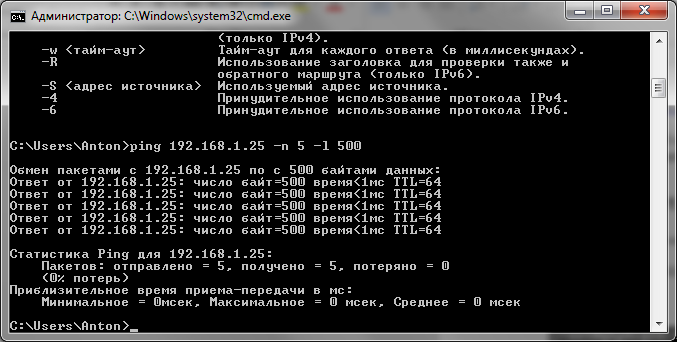 Администратор: C:\Windows\system32\cmd.exe
(только IPv4).
-w <тайм-аут> Тайм-аут для каждого ответа (в миллисекундах).
-R Использование заголовка для проверки также и
обратного маршрута (только IPv6).
-S <адрес источника> Используемый адрес источника.
-4 Принудительное использование протокола IPv4.
-6 Принудительное использование протокола IPv6.
C:\Users\Anton>ping 192.168.1.25 -n 5 -l 500
Обмен пакетами с 192.168.1.25 по с 500 байтами данных:
Ответ от 192.168.1.25: число байт=500 время<1мс TTL=64
Ответ от 192.168.1.25: число байт=500 время<1мс TTL=64
Ответ от 192.168.1.25: число байт=500 время<1мс TTL=64
Ответ от 192.168.1.25: число байт=500 время<1мс TTL=64
Ответ от 192.168.1.25: число байт=500 время<1мс TTL=64
Статистика Ping для 192.168.1.25:
Пакетов: отправлено = 5, получено = 5, потеряно = 0
(0% потерь)
Приблизительное время приема-передачи в мс:
Минимальное = 0мсек, Максимальное = 0 мсек, Среднее = 0 мсек
C:\Users\Anton>_